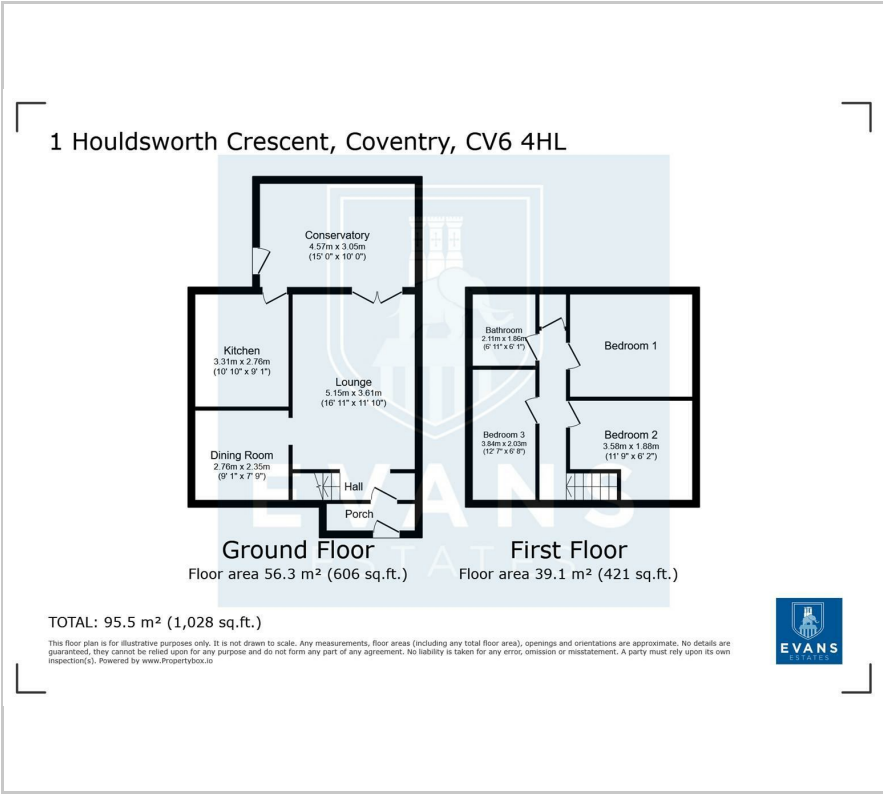 1 Houldsworth Crescent, Coventry, CV6 4HL
Conservatory
4.57m x 3.05m
(15' 0" x 10' 0")
Kitchen
3.31m x 2.76m
(10' 10" x 9' 1")
Lounge
5.15m x 3.61m
(16' 11" x 11' 10")
Dining Room
2.76m x 2.35m
(9' 1" x 7' 9")
Hall
Porch
Bathroom
2.11m x 1.86m
(6' 11" x 6' 1")
Bedroom 1
Bedroom 3
3.84m x 2.03m
(12' 7" x 6' 8")
Bedroom 2
3.58m x 1.88m
(11' 9" x 6' 2")
EVANS
ESTATES
Ground Floor
Floor area 56.3 m² (606 sq.ft.)
First Floor
Floor area 39.1 m² (421 sq.ft.)
TOTAL: 95.5 m² (1,028 sq.ft.)
This floor plan is for illustrative purposes only. It is not drawn to scale. Any measurements, floor areas (including any total floor area), openings and orientations are approximate. No details are
guaranteed, they cannot be relied upon for any purpose and do not form any part of any agreement. No liability is taken for any error, omission or misstatement. A party must rely upon its own
inspection(s). Powered by www.Propertybox.io
EVANS
ESTATES